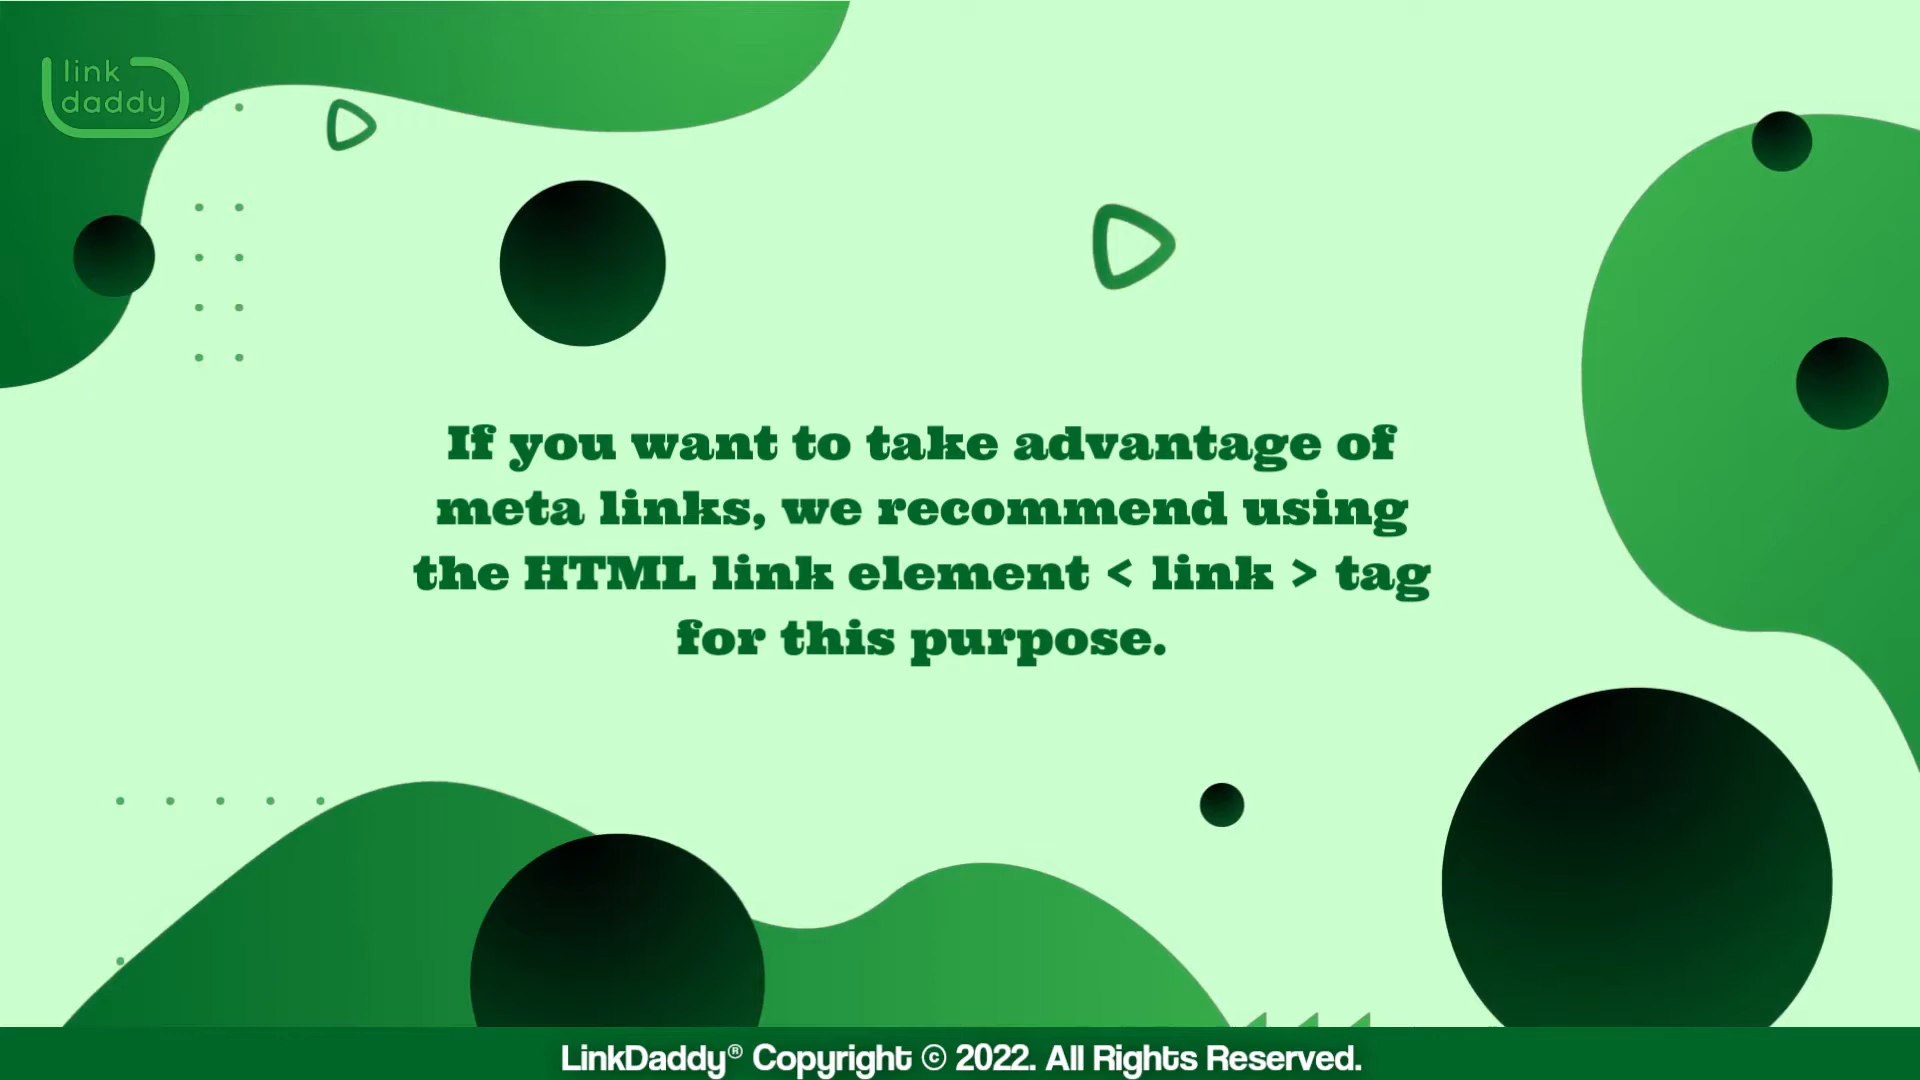 link
daddy
If you want to take advantage of
meta links, we recommend using
the HTML link element < link > tag
for this purpose.
LinkDaddy® Copyright © 2022. All Rights Reserved.